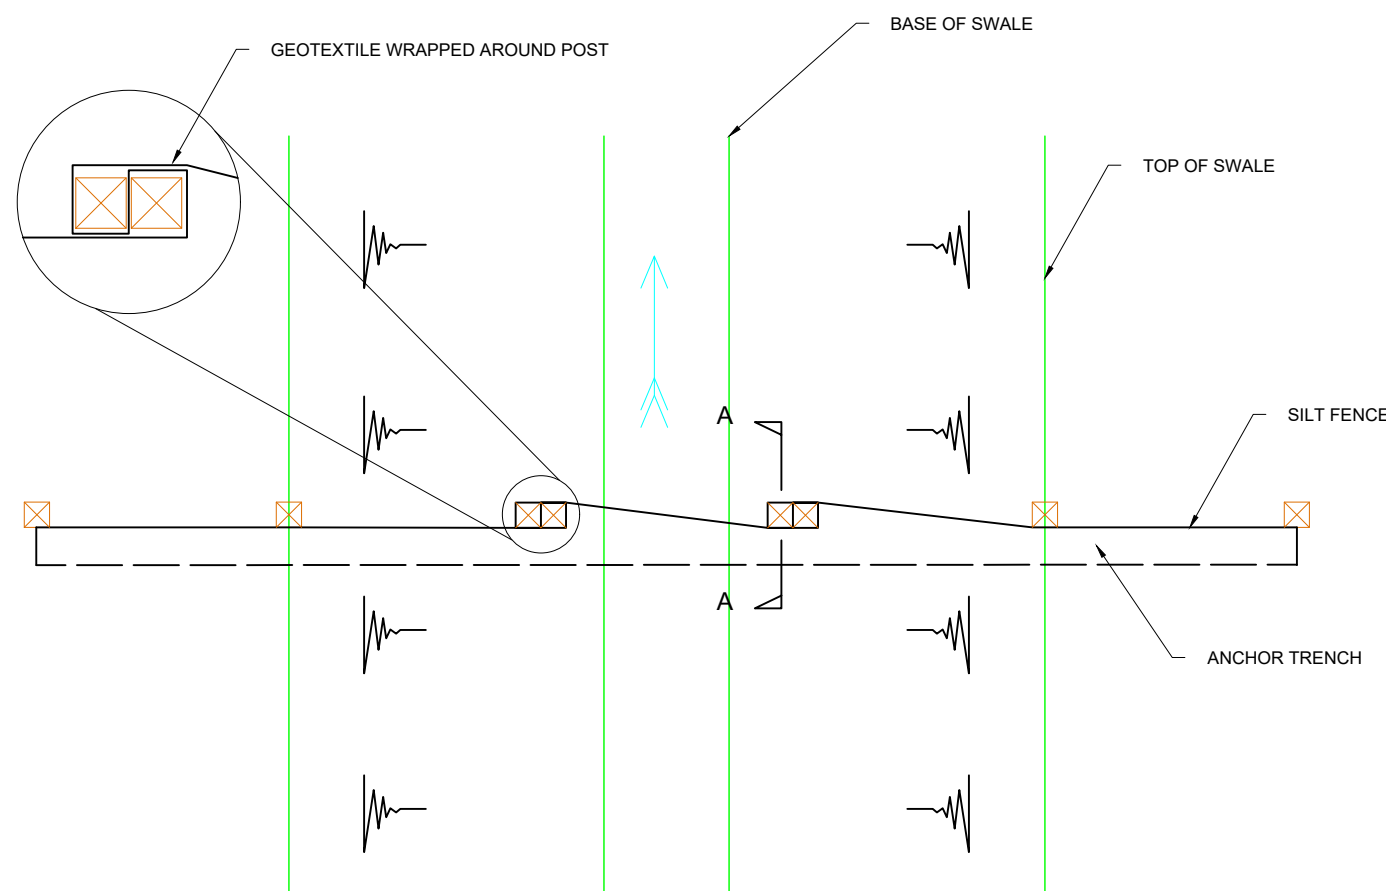 BASE OF SWALE
GEOTEXTILE WRAPPED AROUND POST
TOP OF SWALE
A
SILT FENCE
A
ANCHOR TRENCH